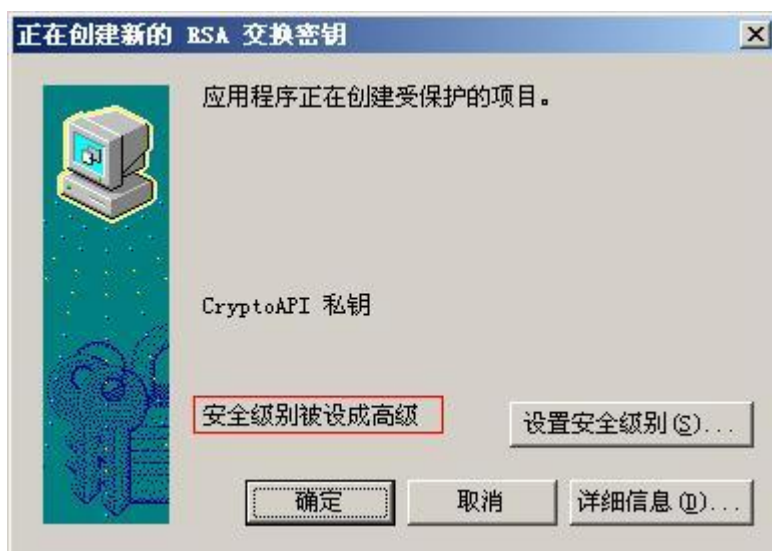 正在创建新的 RSA 交换密钥
应用程序正在创建受保护的项目。
CryptoAPI 私钥
安全级别被设成高级
设置安全级别(S)...
确定
取消
详细信息(D)...